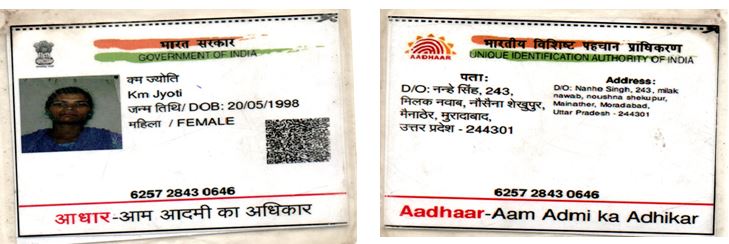 भारत सरकार
GOVERNMENT OF INDIA
क्म ज्योति
Km Jyoti
जन्म तिथि/ DOB: 20/05/1998
महिला / FEMALE
6257 2843 0646
आधार-आम आदमी का अधिकार
AADHAAR
भारतीय विशिष्ट पहचान प्राधिकरण
UNIQUE IDENTIFICATION AUTHORITY OF INDIA
पता:
D/O: नन्हे सिंह, 243,
मिलक नवाब, नौसैना शेखुपुर,
मैनाठेर, मुरादाबाद,
उत्तर प्रदेश - 244301
Address:
D/O: Nanhe Singh, 243, milak
nawab, noushna shekupur,
Mainather, Moradabad,
Uttar Pradesh - 244301
6257 2843 0646
Aadhaar-Aam Admi ka Adhikar